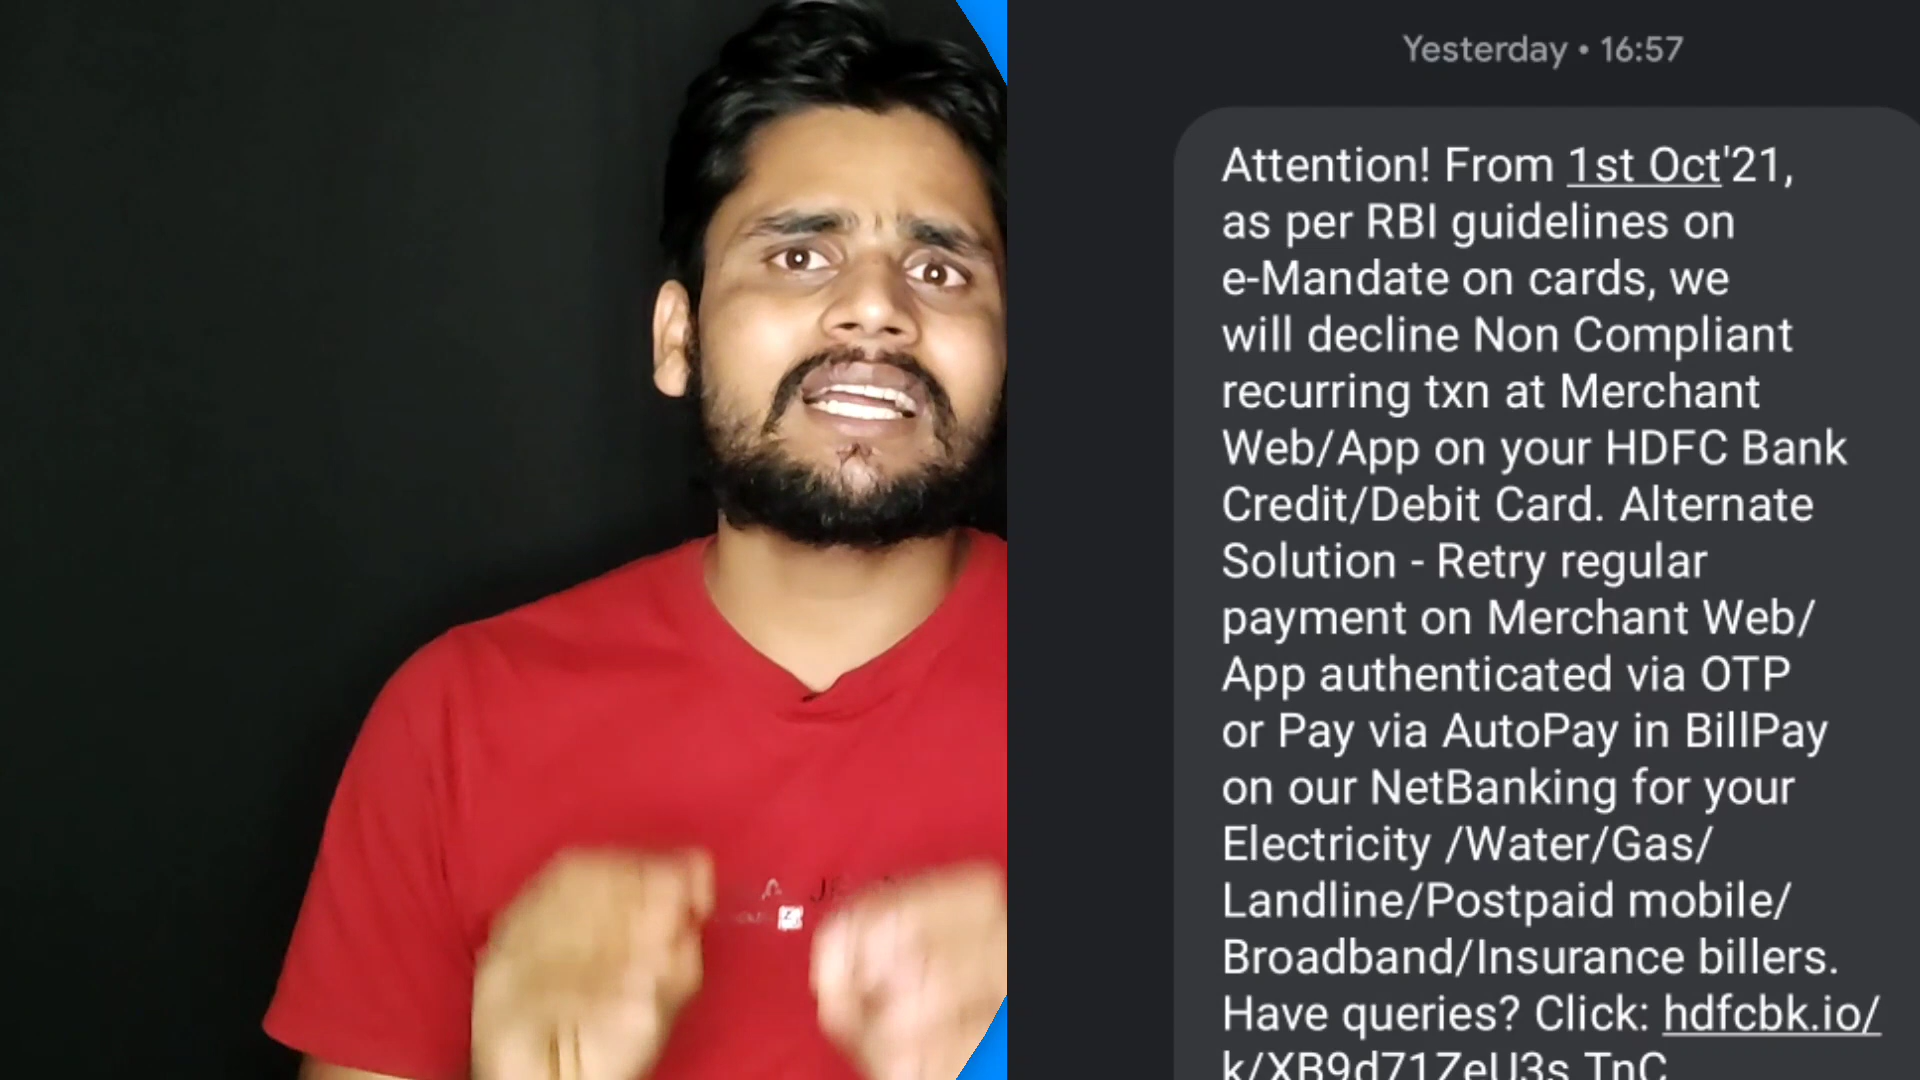 Yesterday • 16:57
Attention! From 1st Oct'21,
as per RBI guidelines on
e-Mandate on cards, we
will decline Non Compliant
recurring txn at Merchant
Web/App on your HDFC Bank
Credit/Debit Card. Alternate
Solution - Retry regular
payment on Merchant Web/
App authenticated via OTP
or Pay via AutoPay in BillPay
on our NetBanking for your
Electricity /Water/Gas/
Landline/Postpaid mobile/
Broadband/Insurance billers.
Have queries? Click: hdfcbk.io/
k/XB9d71ZeU3s TnC